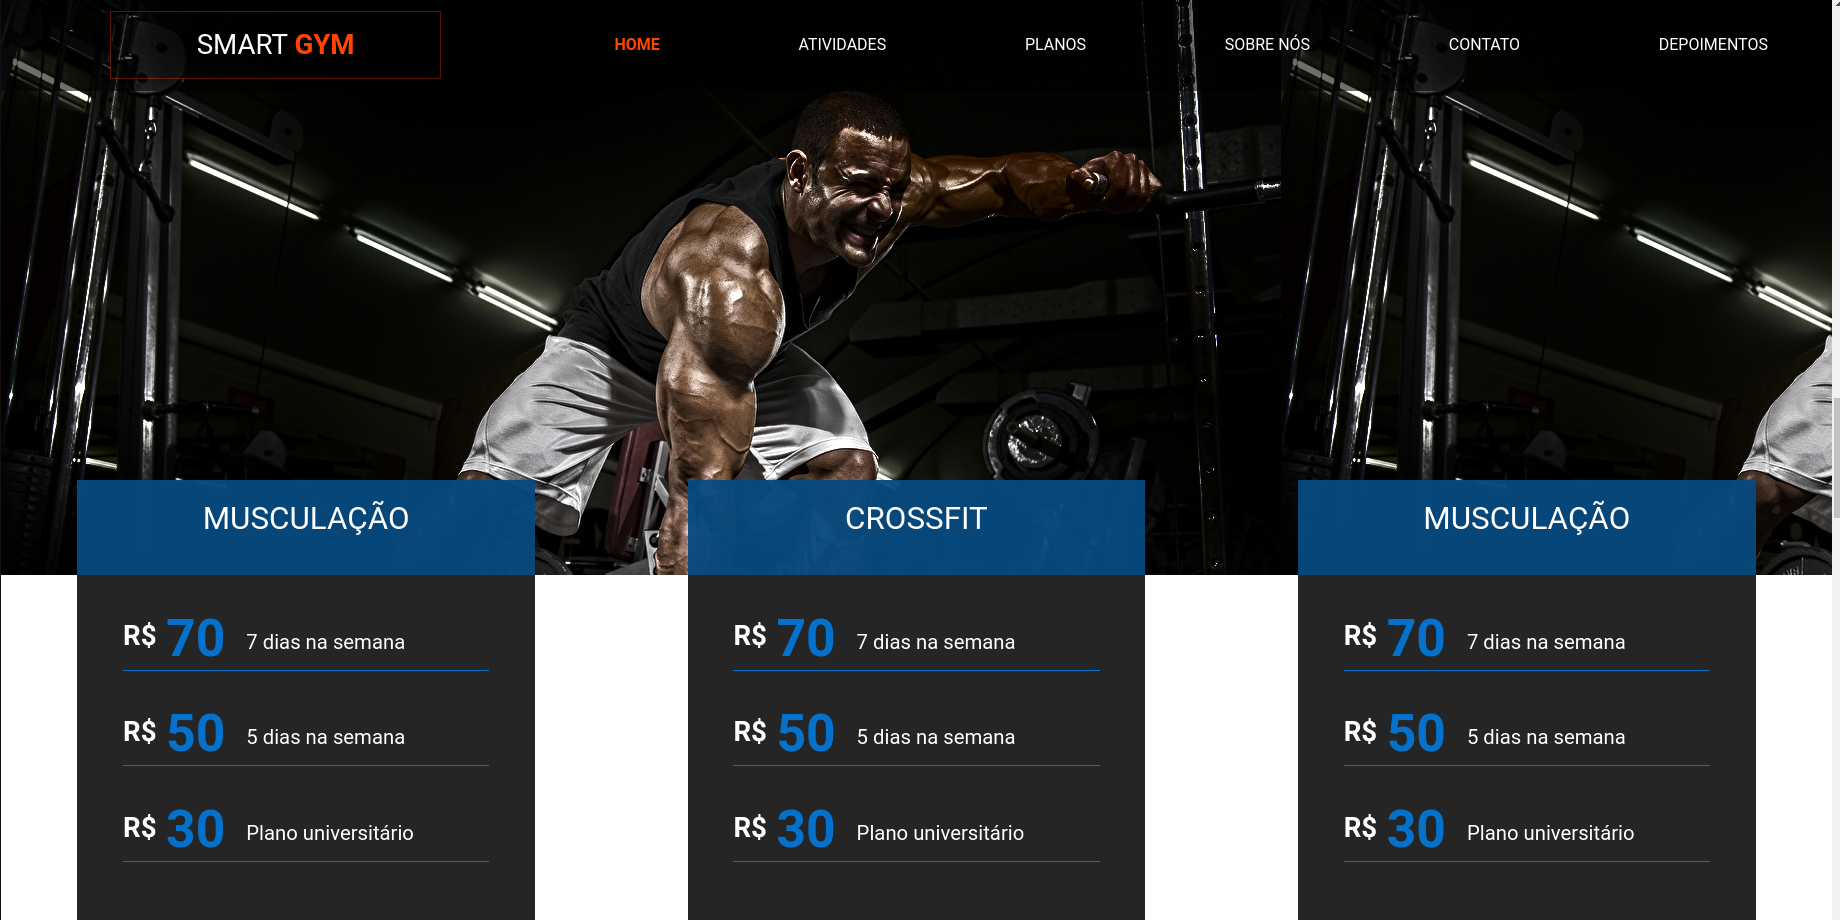 SMART GYM
HOME
ATIVIDADES
PLANOS
SOBRE NÓS
CONTATO
DEPOIMENTOS
MUSCULAÇÃO
R$ 70 7 dias na semana
R$ 50 5 dias na semana
R$ 30 Plano universitário
CROSSFIT
R$ 70 7 dias na semana
R$ 50 5 dias na semana
R$ 30 Plano universitário
MUSCULAÇÃO
R$ 70 7 dias na semana
R$ 50 5 dias na semana
R$ 30 Plano universitário